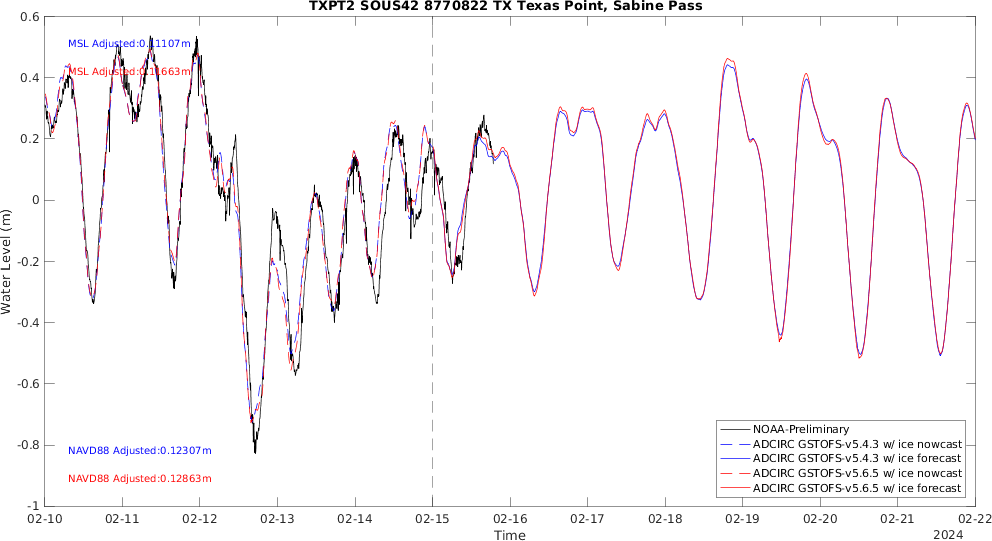 TXPT2 SOUS42 8770822 TX Texas Point, Sabine Pass
0.6
MSL Adjusted:0.11107m
MSL Adjusted:0.11663m
0.4
0.2
0
-0.2
-0.4
-0.6
-0.8
-1
Water Level (m)
NAVD88 Adjusted:0.12307m
NAVD88 Adjusted:0.12863m
NOAA-Preliminary
ADCIRC GSTOFS-v5.4.3 w/ ice nowcast
ADCIRC GSTOFS-v5.4.3 w/ ice forecast
ADCIRC GSTOFS-v5.6.5 w/ ice nowcast
ADCIRC GSTOFS-v5.6.5 w/ ice forecast
02-10 02-11 02-12 02-13 02-14 02-15 02-16 02-17 02-18 02-19 02-20 02-21 02-22
Time
2024